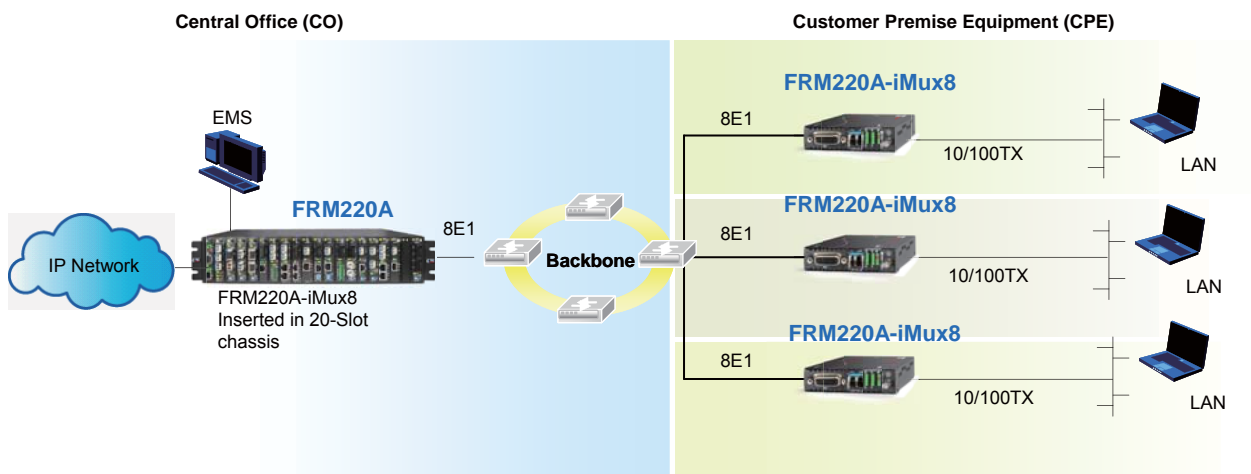 Central Office (CO)
Customer Premise Equipment (CPE)
EMS
FRM220A
8E1
IP Network
FRM220A-iMux8
Inserted in 20-Slot
chassis
Backbone
FRM220A-iMux8
8E1
10/100TX
LAN
FRM220A-iMux8
8E1
10/100TX
LAN
FRM220A-iMux8
8E1
10/100TX
LAN